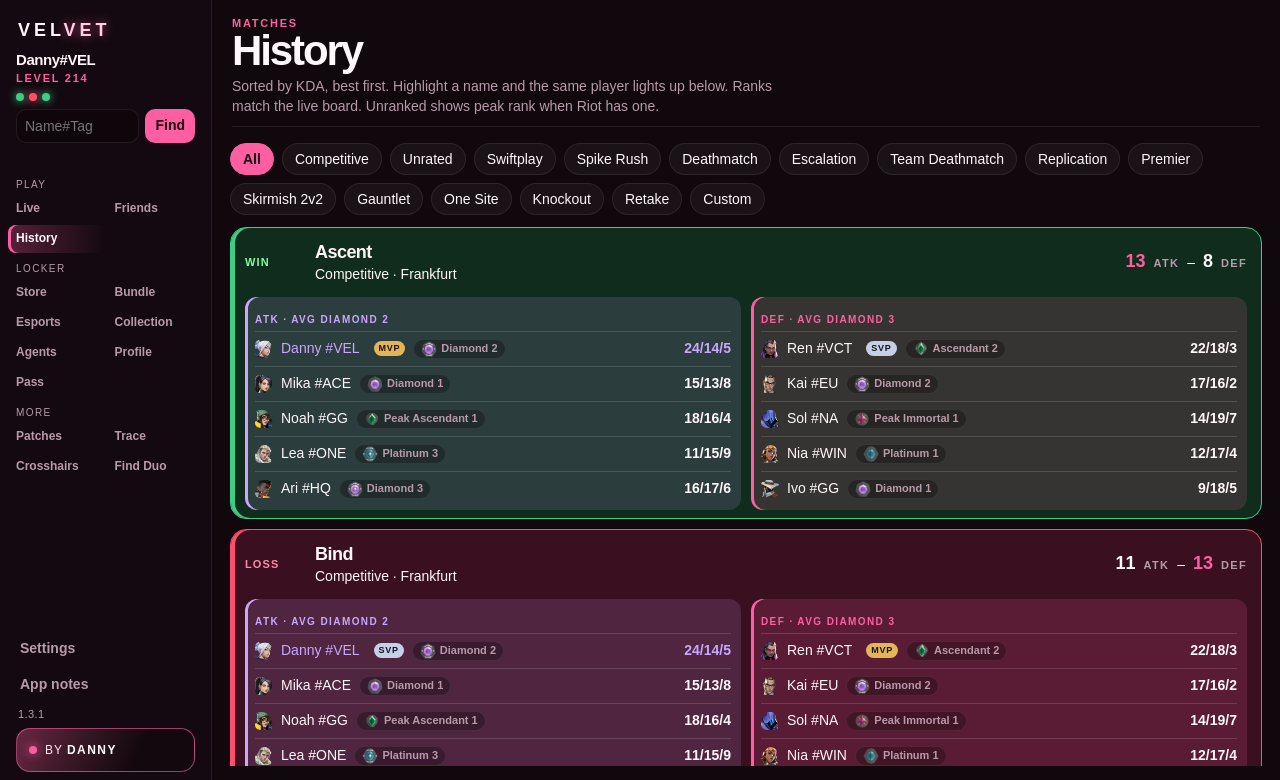 VELVET
Danny#VEL
LEVEL 214
Name#Tag
Find
PLAY
Live
Friends
History
LOCKER
Store
Bundle
Esports
Collection
Agents
Profile
Pass
MORE
Patches
Trace
Crosshairs
Find Duo
Settings
App notes
1.3.1
BY DANNY
MATCHES
History
Sorted by KDA, best first. Highlight a name and the same player lights up below. Ranks
match the live board. Unranked shows peak rank when Riot has one.
All
Competitive
Unrated
Swiftplay
Spike Rush
Deathmatch
Escalation
Team Deathmatch
Replication
Premier
Skirmish 2v2
Gauntlet
One Site
Knockout
Retake
Custom
WIN
Ascent
Competitive · Frankfurt
13 ATK – 8 DEF
ATK · AVG DIAMOND 2
Danny #VEL MVP Diamond 2 24/14/5
Mika #ACE Diamond 1 15/13/8
Noah #GG Peak Ascendant 1 18/16/4
Lea #ONE Platinum 3 11/15/9
Ari #HQ Diamond 3 16/17/6
DEF · AVG DIAMOND 3
Ren #VCT SVP Ascendant 2 22/18/3
Kai #EU Diamond 2 17/16/2
Sol #NA Peak Immortal 1 14/19/7
Nia #WIN Platinum 1 12/17/4
Ivo #GG Diamond 1 9/18/5
LOSS
Bind
Competitive · Frankfurt
11 ATK – 13 DEF
ATK · AVG DIAMOND 2
Danny #VEL SVP Diamond 2 24/14/5
Mika #ACE Diamond 1 15/13/8
Noah #GG Peak Ascendant 1 18/16/4
Lea #ONE Platinum 3 11/15/9
DEF · AVG DIAMOND 3
Ren #VCT MVP Ascendant 2 22/18/3
Kai #EU Diamond 2 17/16/2
Sol #NA Peak Immortal 1 14/19/7
Nia #WIN Platinum 1 12/17/4